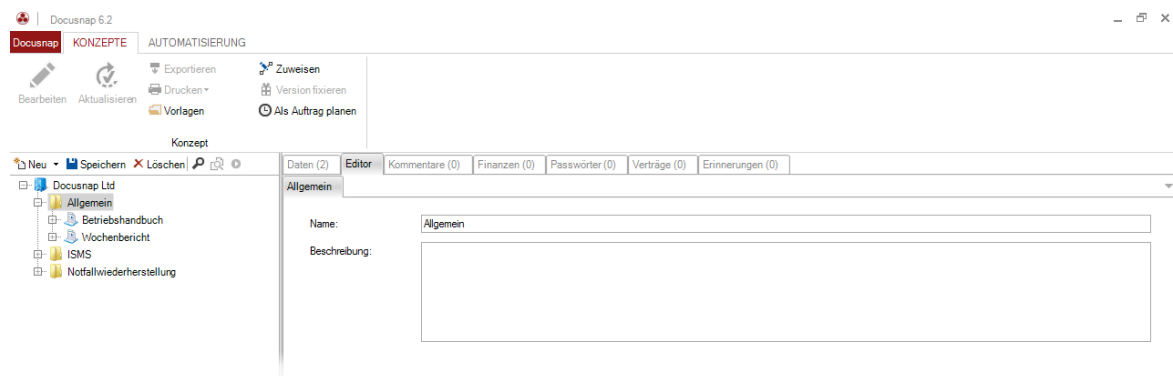 Docusnap 6.2
Docusnap KONZEPTE AUTOMATISIERUNG
Bearbeiten
Aktualisieren
Exportieren
Drucken
Vorlagen
Zuweisen
Version fixieren
Als Auftrag planen
Konzept
Neu Speichern Löschen
Docusnap Ltd
Allgemein
Betriebshandbuch
Wochenbericht
ISMS
Notfallwiederherstellung
Daten (2) Editor Kommentare (0) Finanzen (0) Passwörter (0) Verträge (0) Erinnerungen (0)
Allgemein
Name: Allgemein
Beschreibung: